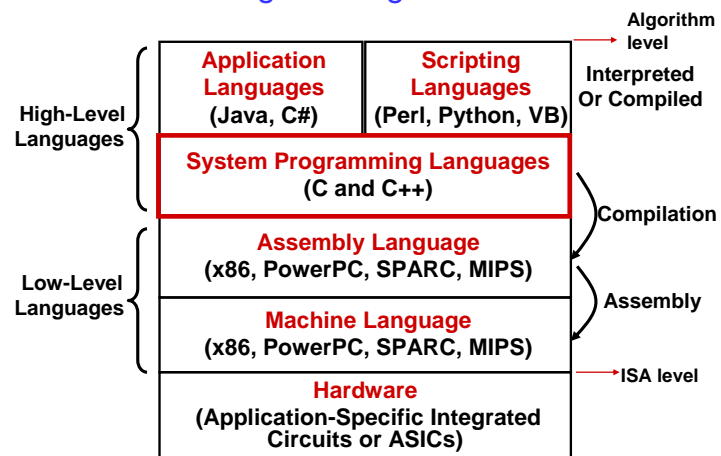 Algorithm
level
Application
Languages
(Java, C#)
Scripting
Languages
(Perl, Python, VB)
Interpreted
Or Compiled
High-Level
Languages
System Programming Languages
(C and C++)
Compilation
Assembly Language
(x86, PowerPC, SPARC, MIPS)
Low-Level
Languages
Assembly
Machine Language
(x86, PowerPC, SPARC, MIPS)
ISA level
Hardware
(Application-Specific Integrated
Circuits or ASICs)